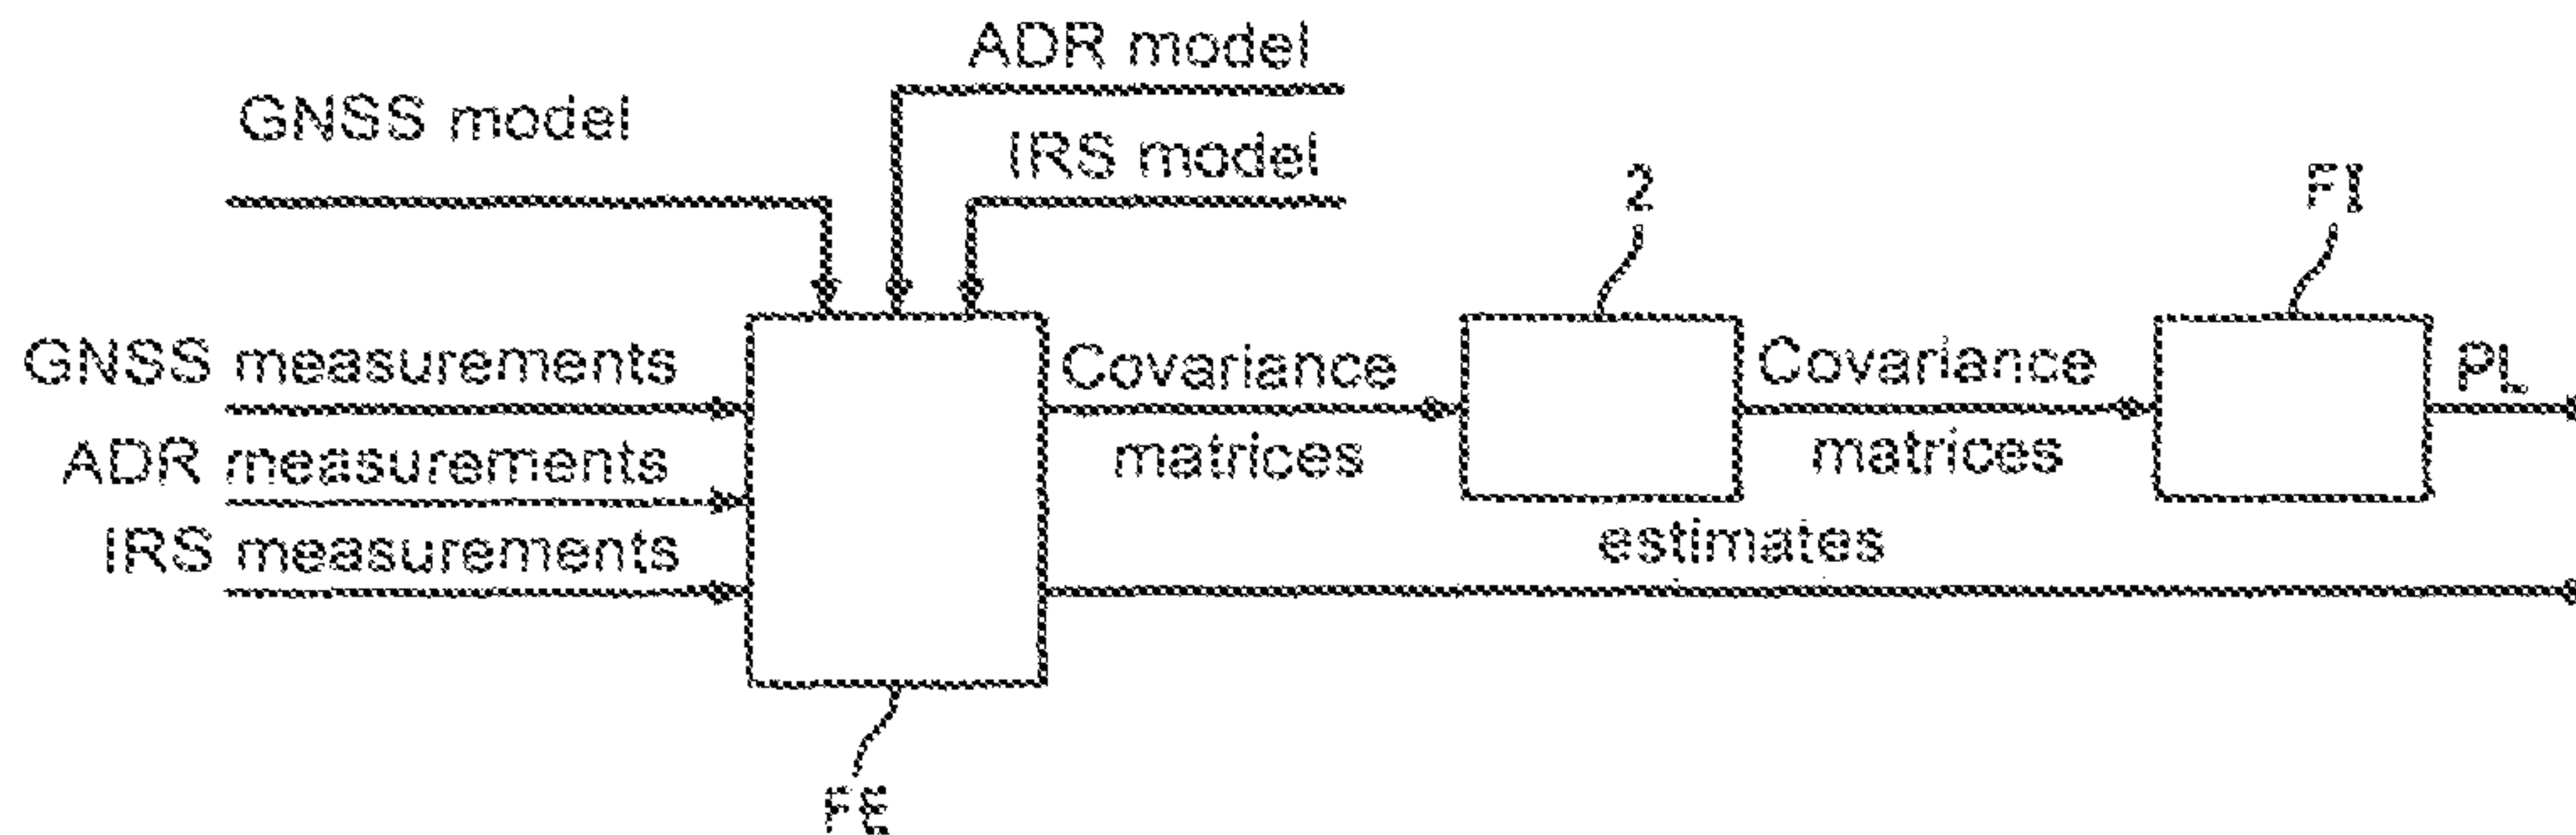 ADR model
GNSS model
IRS model
2
FI
GNSS measurements
Covariance
Covariance
PL
ADR measurements
matrices
matrices
IRS measurements
estimates
FE